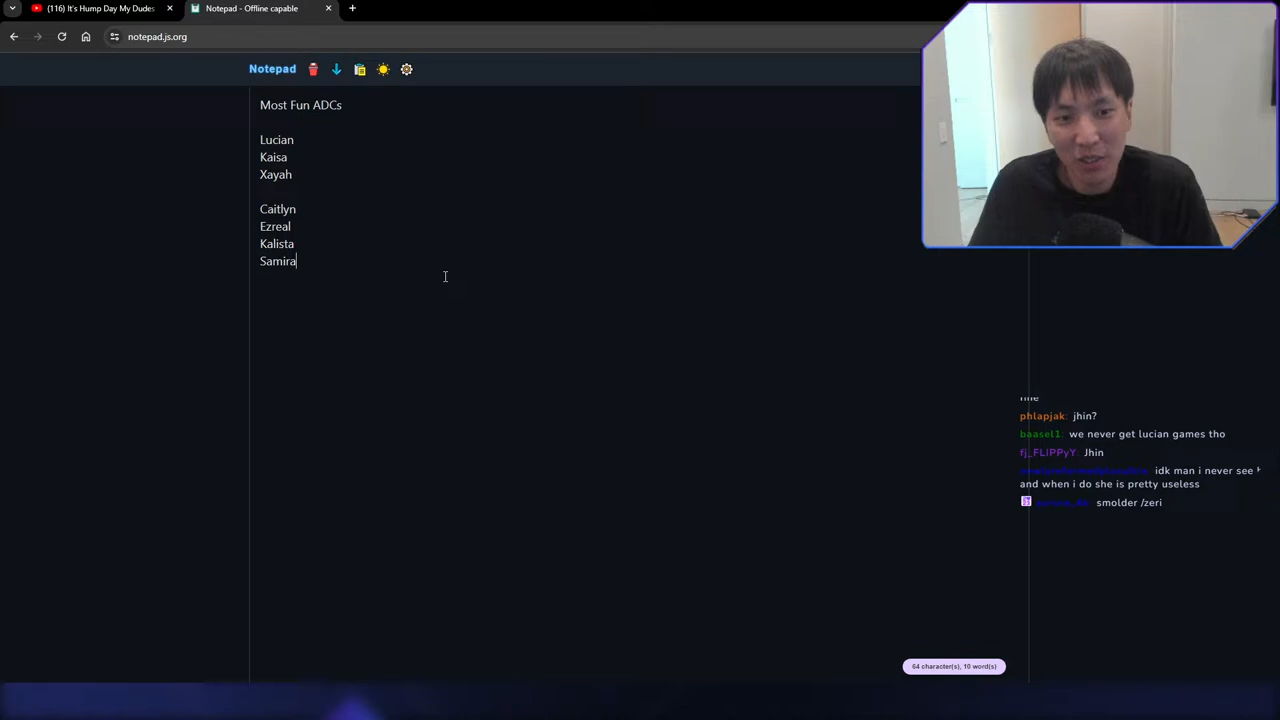 (116) It's Hump Day My Dudes
Notepad - Offline capable
notepad.js.org
Notepad
Most Fun ADCs
Lucian
Kaisa
Xayah
Caitlyn
Ezreal
Kalista
Samira
phlapjak: jhin?
baasel1: we never get lucian games tho
fj_FLIPPyY: Jhin
idk man i never see
and when i do she is pretty useless
smolder /zeri
64 character(s), 10 word(s)